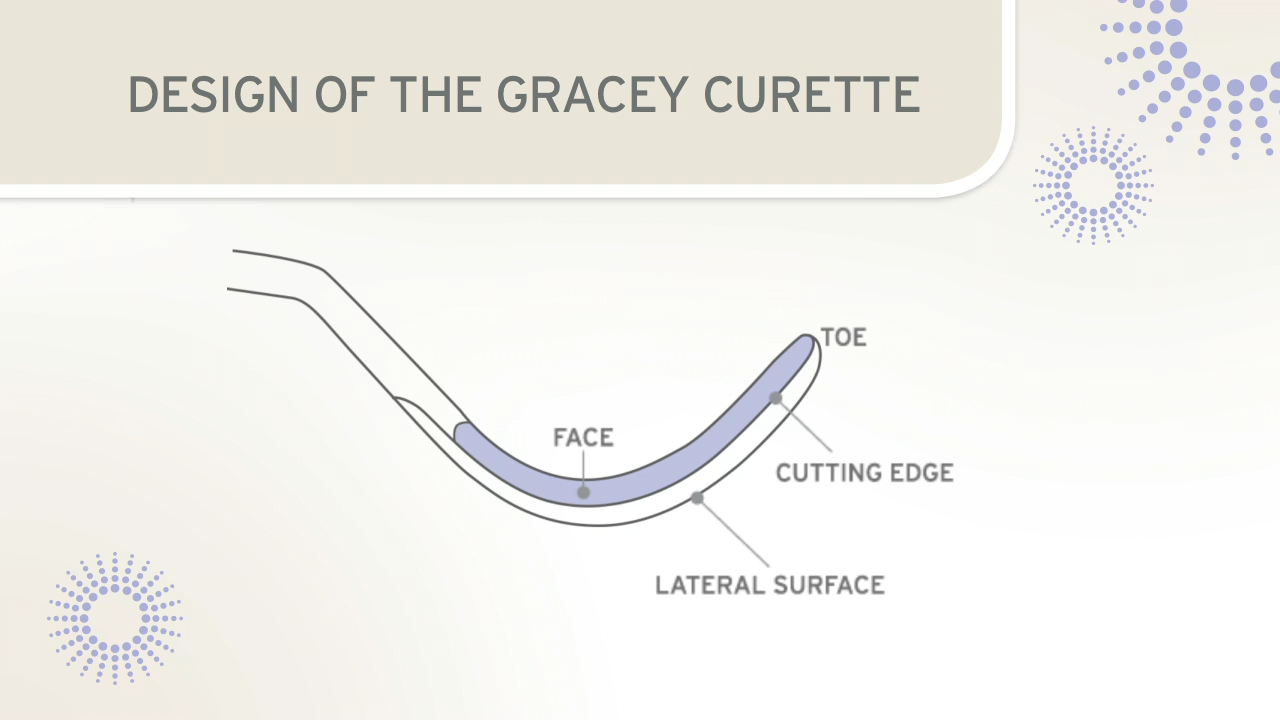 DESIGN OF THE GRACEY CURETTE
TOE
FACE
CUTTING EDGE
LATERAL SURFACE